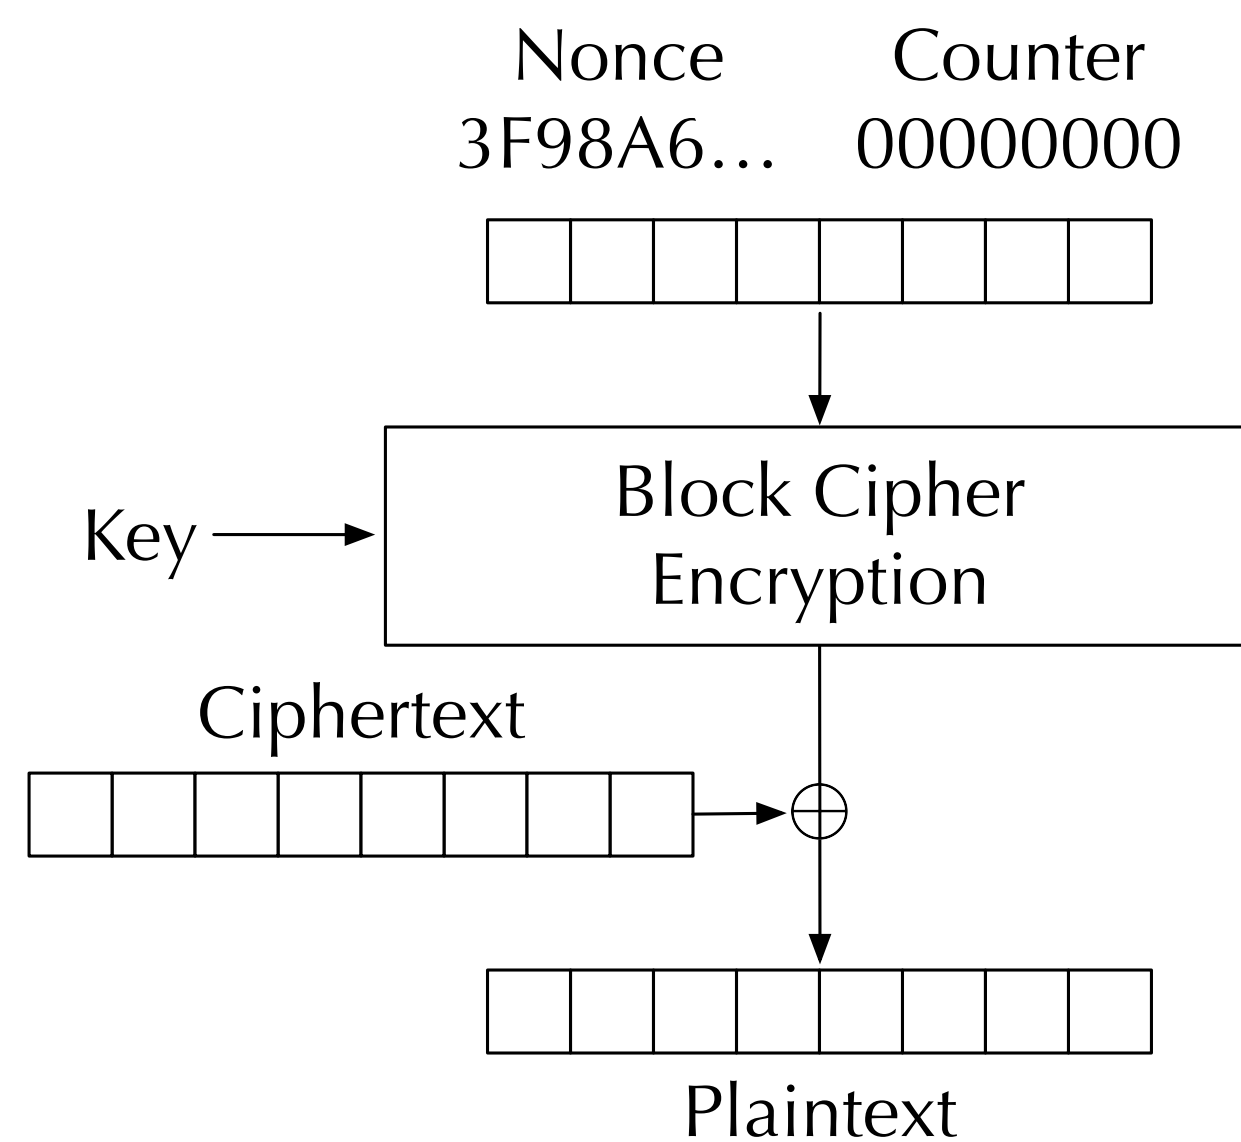 Nonce
Counter
3F98A6...
00000000
Block Cipher
Encryption
Key
Ciphertext
Plaintext